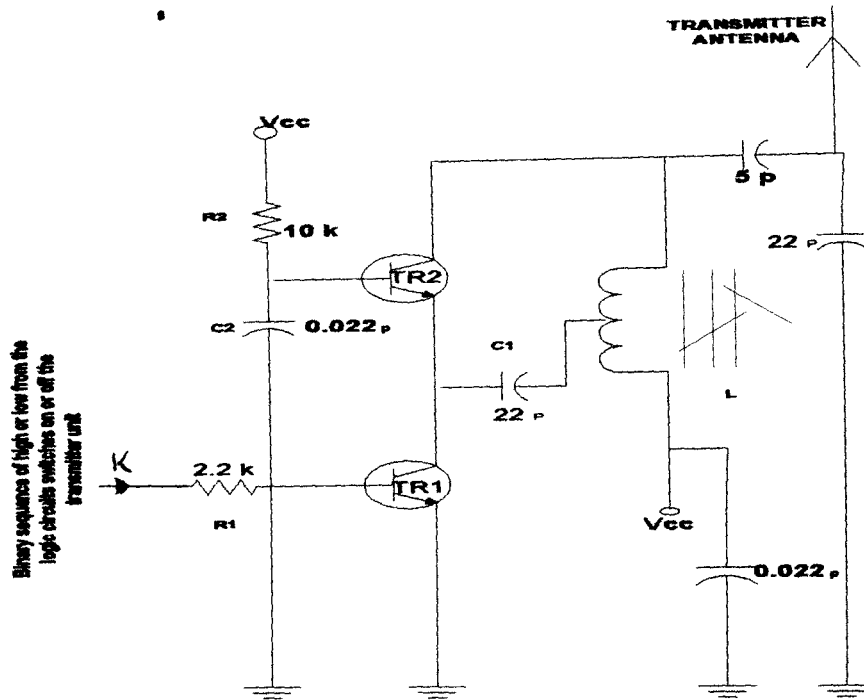 TRANSMITTER
ANTENNA
Vcc
R2
10 k
5 p
TR2
22 P
C2
0.022 p
C1
22 P
L
Binary sequence of high or low from the
logic circuits switches on or off the
transmitter unit
K
2.2 k
TR1
R1
Vcc
0.022 p